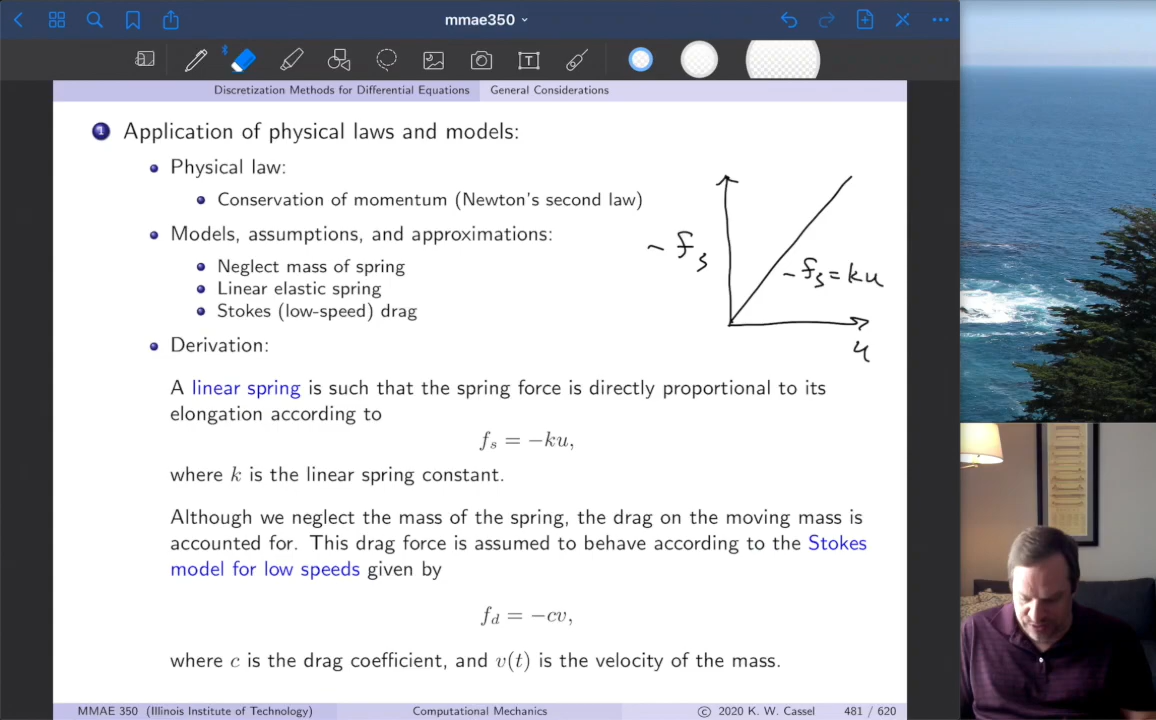 mmae350
T
Discretization Methods for Differential Equations General Considerations
1 Application of physical laws and models:
Physical law:
Conservation of momentum (Newton's second law)
Models, assumptions, and approximations:
Neglect mass of spring
Linear elastic spring
Stokes (low-speed) drag
Derivation:
A linear spring is such that the spring force is directly proportional to its
elongation according to
f_s = −ku,
where k is the linear spring constant.
Although we neglect the mass of the spring, the drag on the moving mass is
accounted for. This drag force is assumed to behave according to the Stokes
model for low speeds given by
f_d = −cv,
where c is the drag coefficient, and v(t) is the velocity of the mass.
− f_s
− f_s = ku
u
MMAE 350 (Illinois Institute of Technology) Computational Mechanics © 2020 K. W. Cassel 481 / 620